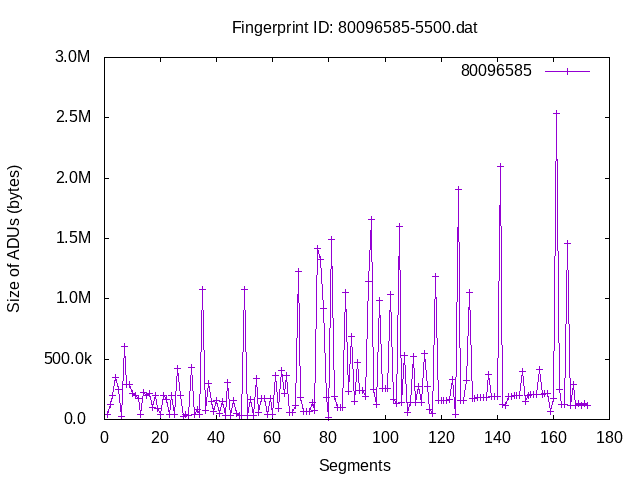 Fingerprint ID: 80096585-5500.dat
3.0M
80096585
2.5M
2.0M
1.5M
1.0M
500.0k
0.0
Size of ADUs (bytes)
0 20 40 60 80 100 120 140 160 180
Segments